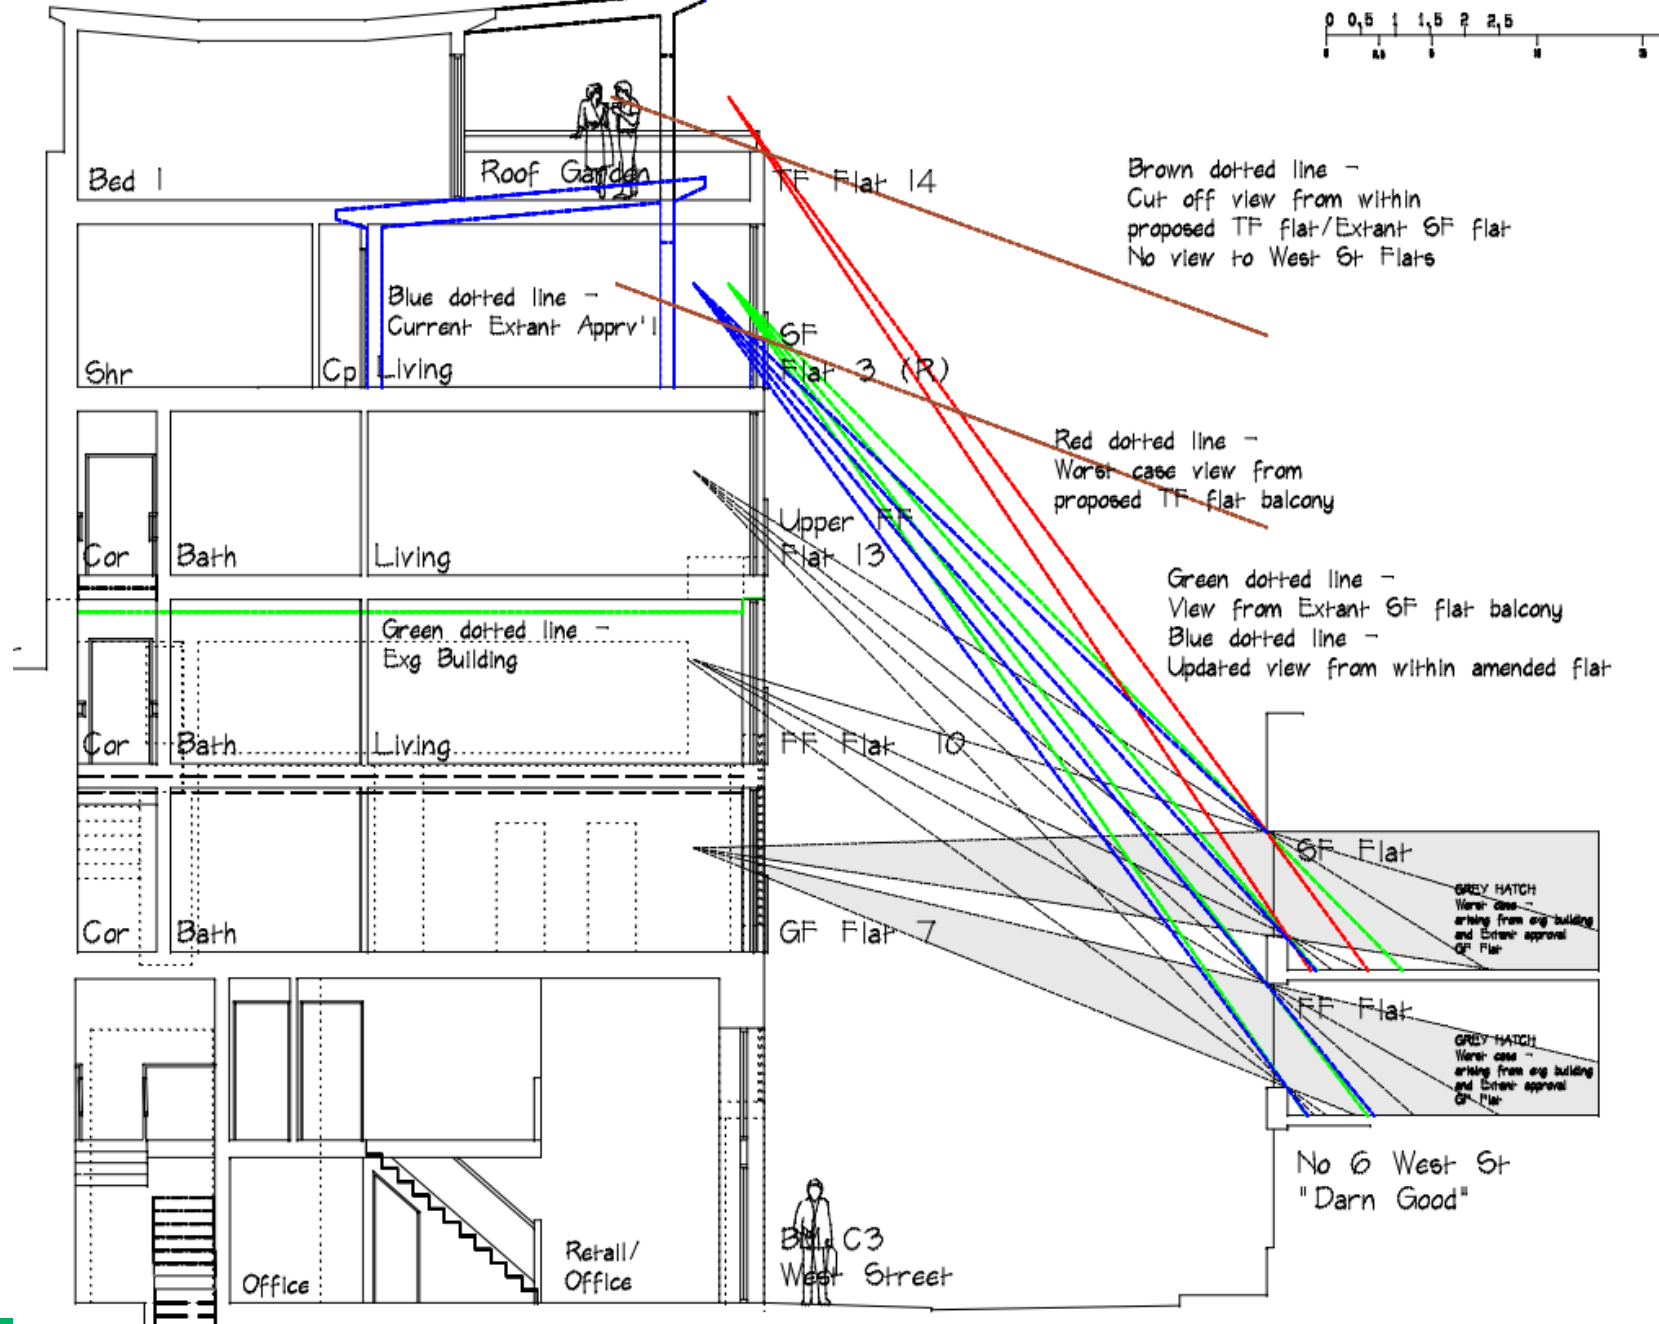 0 0,5 1 1,5 2 2,5
Bed 1
Roof Garden
TF Flat 14
Brown dotted line -
Cut off view from within
proposed TF flat/Extant SF flat
No view to West St Flats
Blue dotted line -
Current Extant Apprv'l
SF
Flat 3 (R)
Shr
Cp
Living
Red dotted line -
Worst case view from
proposed TF flat balcony
Upper FF
Flat 13
Cor
Bath
Living
Green dotted line -
View from Extant SF flat balcony
Blue dotted line -
Updated view from within amended flat
Green dotted line -
Exg Building
Cor
Bath
Living
FF Flat 10
SF Flat
GREY HATCH
Worst case -
arising from exg building
and Extant approval
GF Flat
Cor
Bath
GF Flat 7
FF Flat
GREY HATCH
Worst case -
arising from exg building
and Extant approval
GF Flat
No 6 West St
"Darn Good"
Office
Retail/
Office
C3
West Street